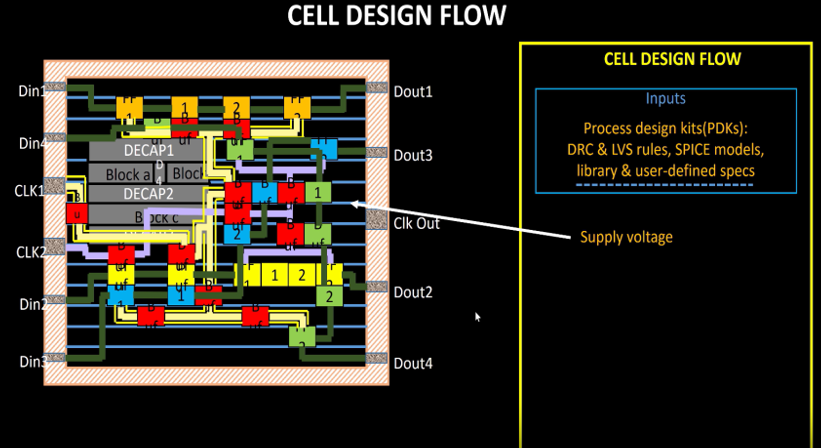 CELL DESIGN FLOW
CELL DESIGN FLOW
Inputs
Process design kits(PDKs):
DRC & LVS rules, SPICE models,
library & user-defined specs
Supply voltage
Din1
Din4
CLK1
CLK2
Din2
Din3
Dout1
Dout3
Clk Out
Dout2
Dout4
1
2
DECAP1
Block a
Block
DECAP2
Block c
1
2
1
1
2
2